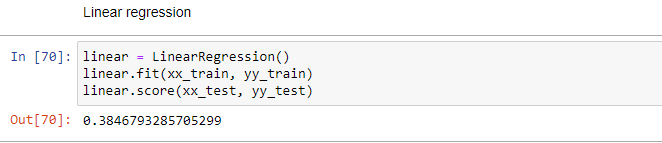 Linear regression
In [70]: linear = LinearRegression()
linear.fit(xx_train, yy_train)
linear.score(xx_test, yy_test)
Out[70]: 0.3846793285705299